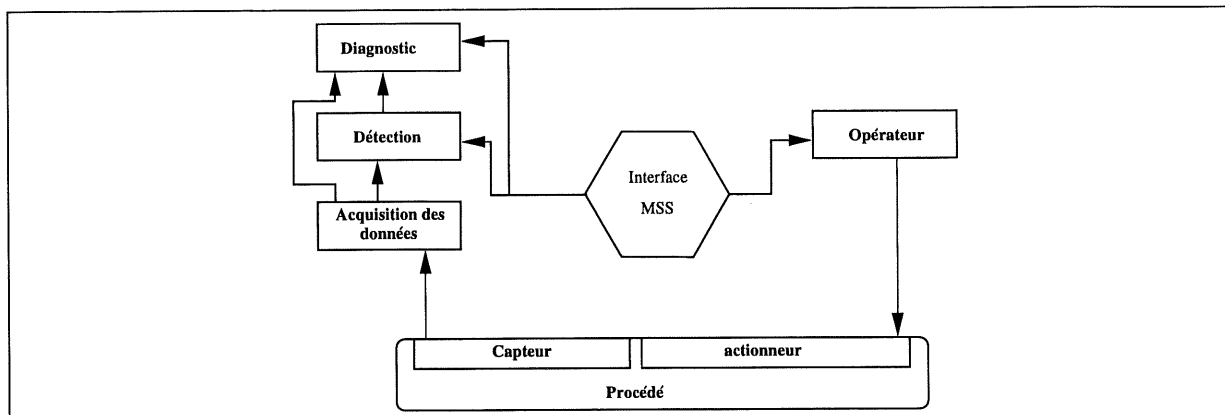 Diagnostic
Détection
Acquisition des
données
Interface
MSS
Opérateur
Capteur
actionneur
Procédé